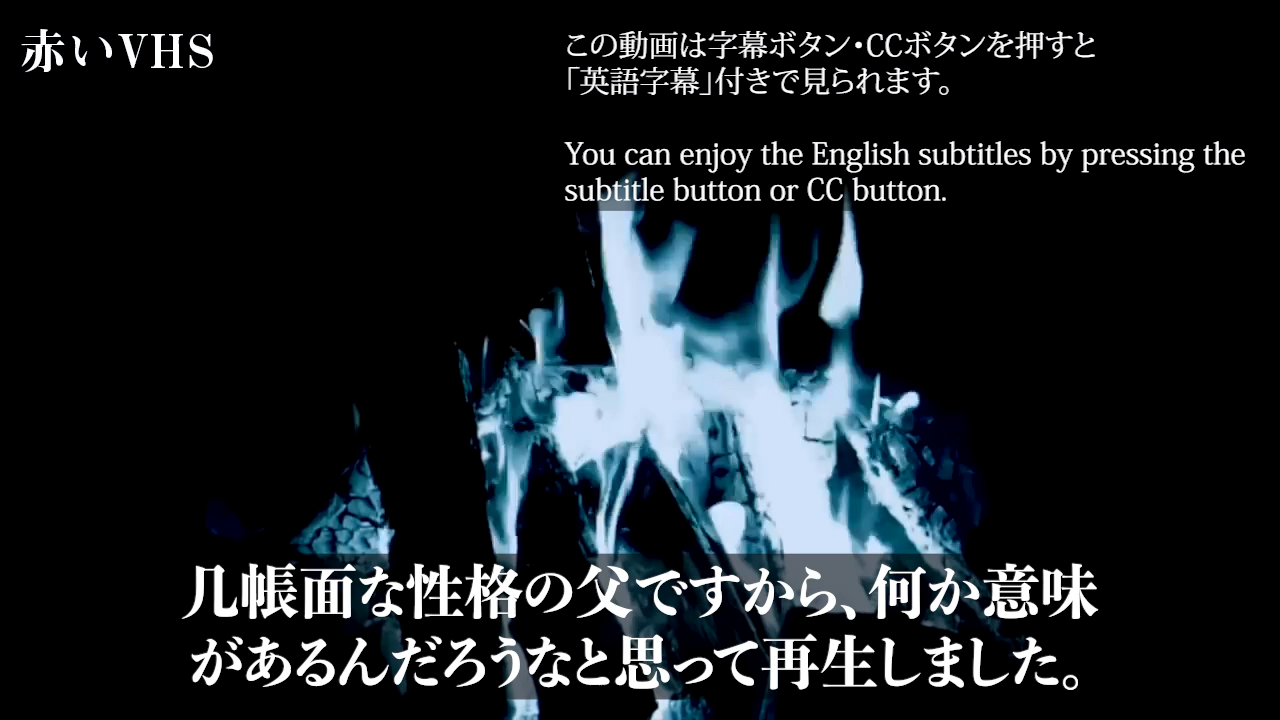 赤いVHS
この動画は字幕ボタン・CCボタンを押すと
「英語字幕」付きで見られます。
You can enjoy the English subtitles by pressing the
subtitle button or CC button.
几帳面な性格の父ですから、何か意味
があるんだろうなと思って再生しました。